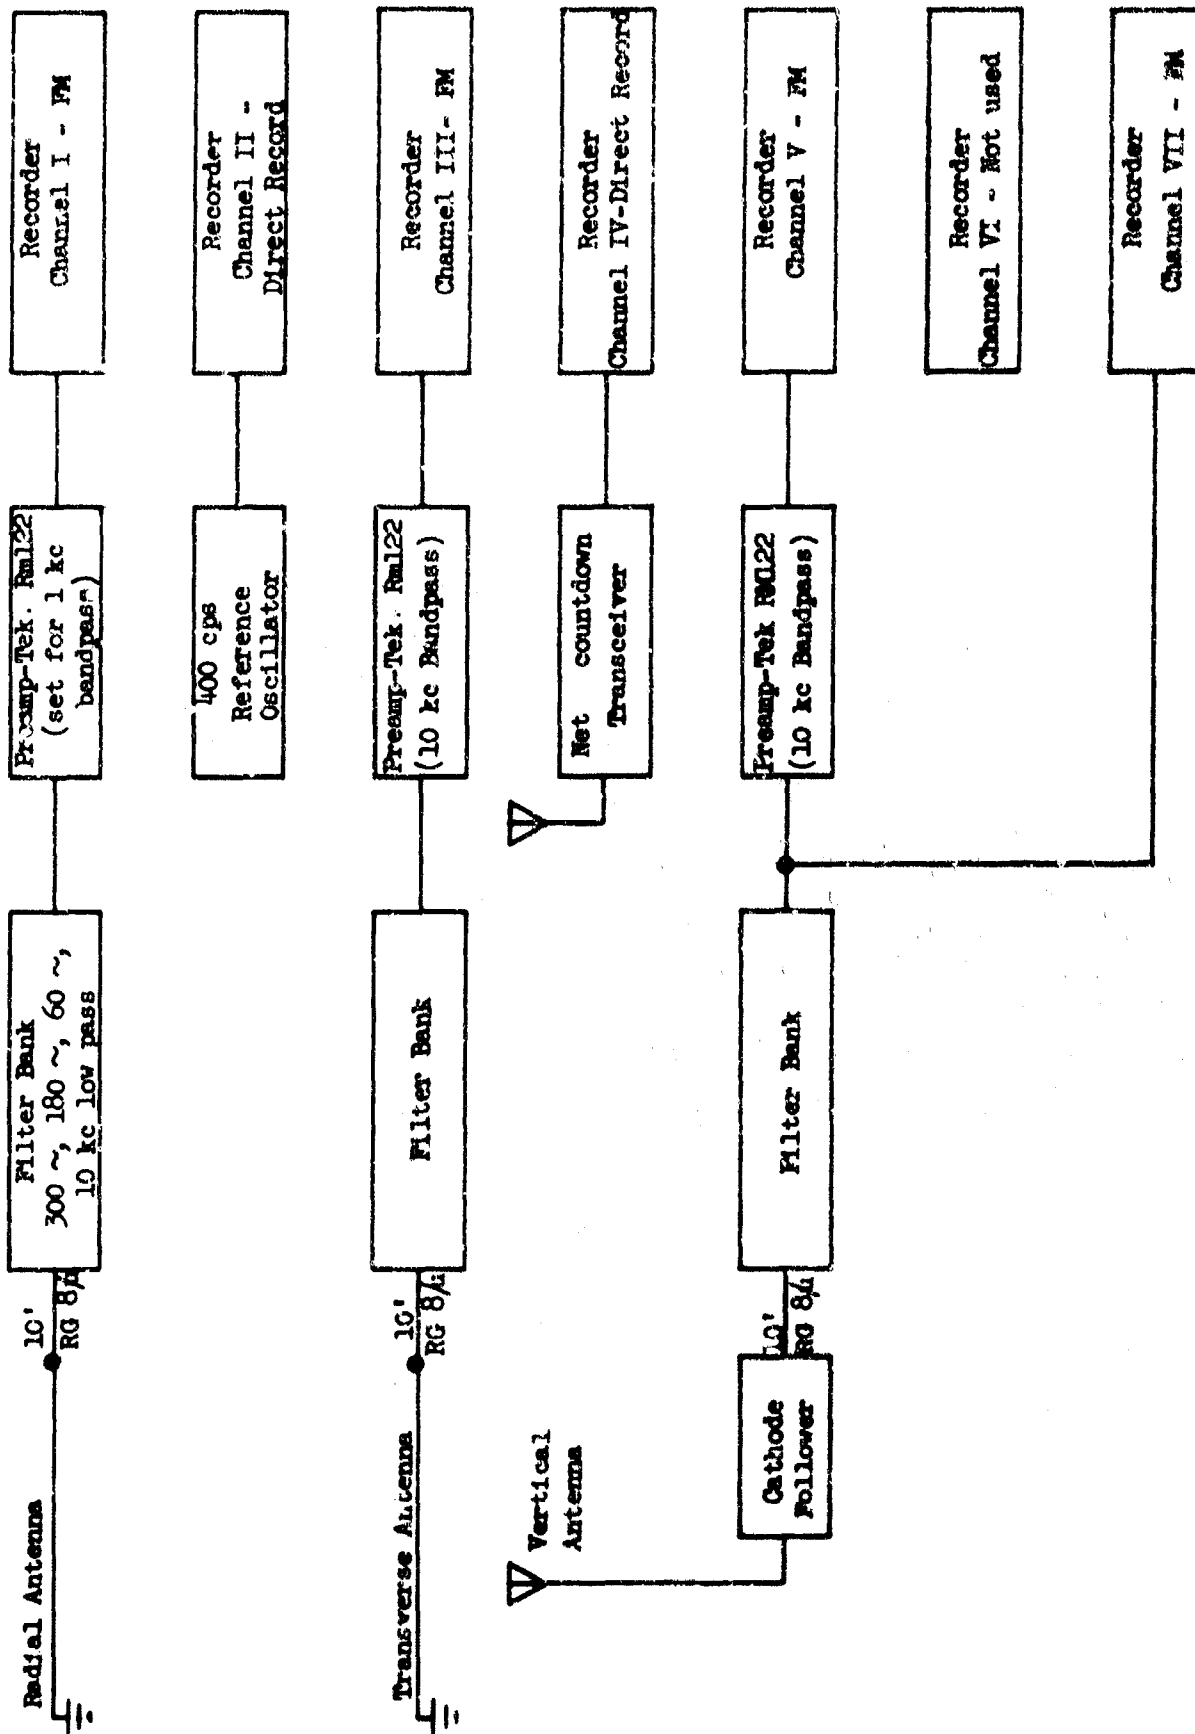 Radial Antenna
10'
RG 8/u
Filter Bank
300 ~, 180 ~, 60 ~,
10 kc low pass
Preamp-Tek. Rm122
(set for 1 kc
bandpass)
Recorder
Channel I - FM
400 cps
Reference
Oscillator
Recorder
Channel II -
Direct Record
Transverse Antenna
10'
RG 8/u
Filter Bank
Preamp-Tek. Rm122
(10 kc Bandpass)
Recorder
Channel III- FM
Net countdown
Transceiver
Recorder
Channel IV-Direct Record
Vertical
Antenna
Cathode
Follower
10'
RG 8/u
Filter Bank
Preamp-Tek RM122
(10 kc Bandpass)
Recorder
Channel V - FM
Recorder
Channel VI - Not used
Recorder
Channel VII - FM